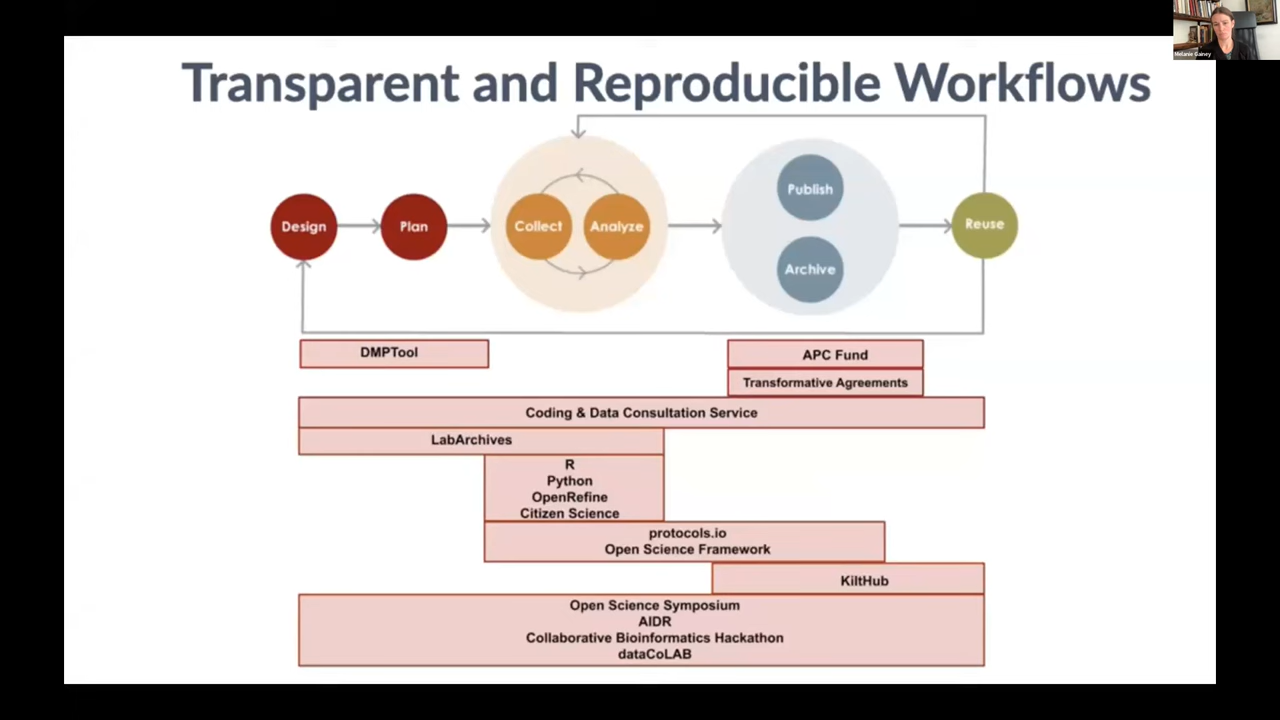 Melanie Gainey
Transparent and Reproducible Workflows
Design
Plan
Collect
Analyze
Publish
Archive
Reuse
DMPTool
APC Fund
Transformative Agreements
Coding & Data Consultation Service
LabArchives
R
Python
OpenRefine
Citizen Science
protocols.io
Open Science Framework
KiltHub
Open Science Symposium
AIDR
Collaborative Bioinformatics Hackathon
dataCoLAB